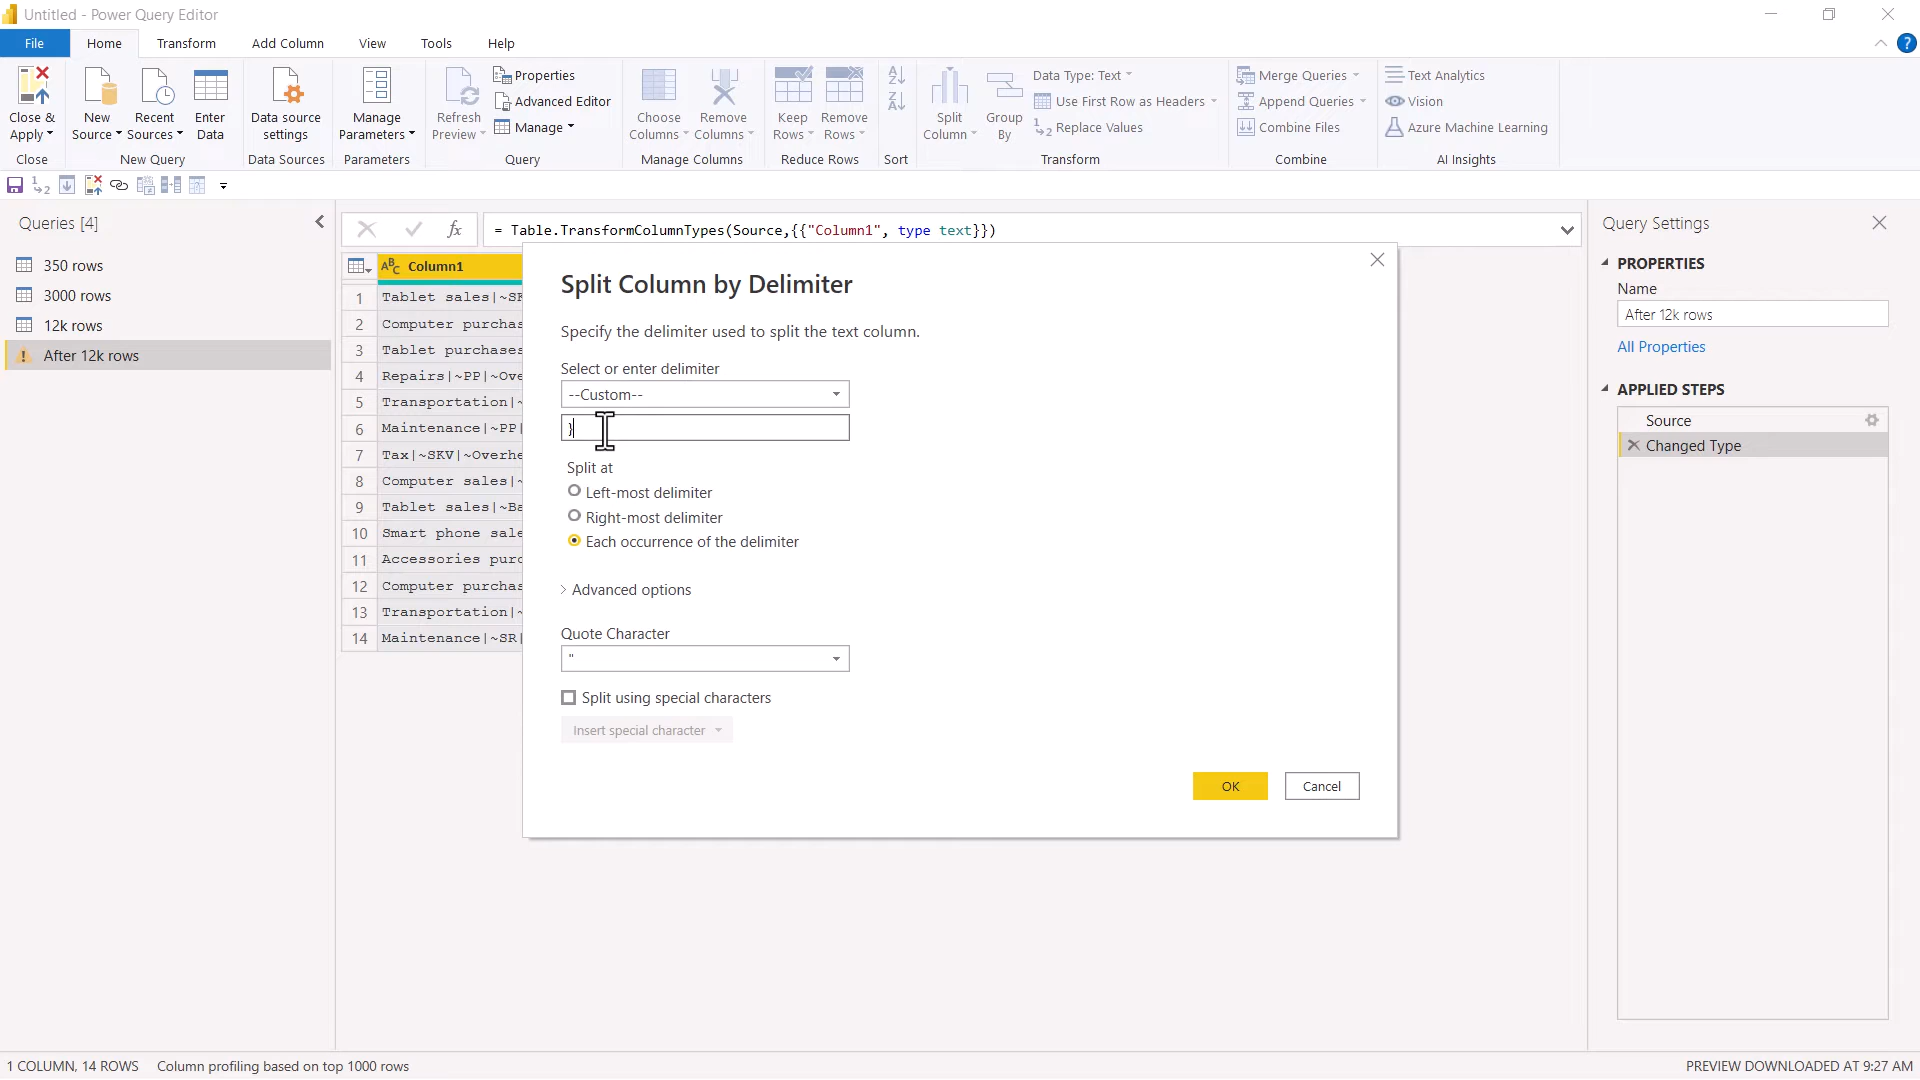 Untitled - Power Query Editor
File Home Transform Add Column View Tools Help
Close & Apply
Close
New Source
Recent Sources
Enter Data
New Query
Data source settings
Data Sources
Manage Parameters
Parameters
Refresh Preview
Properties
Advanced Editor
Manage
Query
Choose Columns
Remove Columns
Manage Columns
Keep Rows
Remove Rows
Reduce Rows
Sort
Split Column
Group By
Data Type: Text
Use First Row as Headers
Replace Values
Transform
Merge Queries
Append Queries
Combine Files
Combine
Text Analytics
Vision
Azure Machine Learning
AI Insights
Queries [4]
350 rows
3000 rows
12k rows
After 12k rows
= Table.TransformColumnTypes(Source,{{"Column1", type text}})
Column1
1 Tablet sales|~SK
2 Computer purchas
3 Tablet purchases
4 Repairs|~PP|~Ove
5 Transportation|~
6 Maintenance|~PP|
7 Tax|~SKV|~Overhe
8 Computer sales|~
9 Tablet sales|~Ba
10 Smart phone sale
11 Accessories purc
12 Computer purchas
13 Transportation|~
14 Maintenance|~SR|
Split Column by Delimiter
Specify the delimiter used to split the text column.
Select or enter delimiter
--Custom--
}
Split at
Left-most delimiter
Right-most delimiter
Each occurrence of the delimiter
Advanced options
Quote Character
"
Split using special characters
Insert special character
OK
Cancel
Query Settings
PROPERTIES
Name
After 12k rows
All Properties
APPLIED STEPS
Source
Changed Type
1 COLUMN, 14 ROWS Column profiling based on top 1000 rows
PREVIEW DOWNLOADED AT 9:27 AM